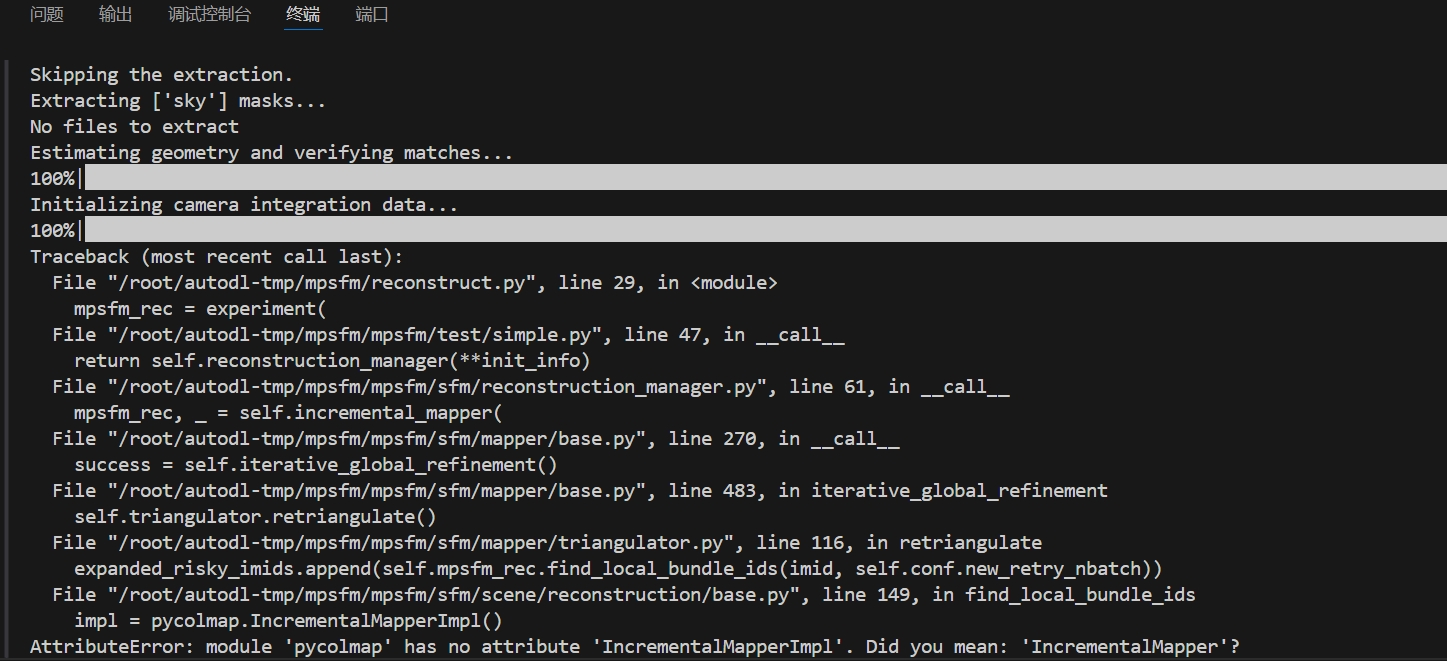 问题 输出 调试控制台 终端 端口
Skipping the extraction.
Extracting ['sky'] masks...
No files to extract
Estimating geometry and verifying matches...
100%|
Initializing camera integration data...
100%|
Traceback (most recent call last):
  File "/root/autodl-tmp/mpsfm/reconstruct.py", line 29, in <module>
    mpsfm_rec = experiment(
  File "/root/autodl-tmp/mpsfm/mpsfm/test/simple.py", line 47, in __call__
    return self.reconstruction_manager(**init_info)
  File "/root/autodl-tmp/mpsfm/mpsfm/sfm/reconstruction_manager.py", line 61, in __call__
    mpsfm_rec, _ = self.incremental_mapper(
  File "/root/autodl-tmp/mpsfm/mpsfm/sfm/mapper/base.py", line 270, in __call__
    success = self.iterative_global_refinement()
  File "/root/autodl-tmp/mpsfm/mpsfm/sfm/mapper/base.py", line 483, in iterative_global_refinement
    self.triangulator.retriangulate()
  File "/root/autodl-tmp/mpsfm/mpsfm/sfm/mapper/triangulator.py", line 116, in retriangulate
    expanded_risky_imids.append(self.mpsfm_rec.find_local_bundle_ids(imid, self.conf.new_retry_nbatch))
  File "/root/autodl-tmp/mpsfm/mpsfm/sfm/scene/reconstruction/base.py", line 149, in find_local_bundle_ids
    impl = pycolmap.IncrementalMapperImpl()
AttributeError: module 'pycolmap' has no attribute 'IncrementalMapperImpl'. Did you mean: 'IncrementalMapper'?